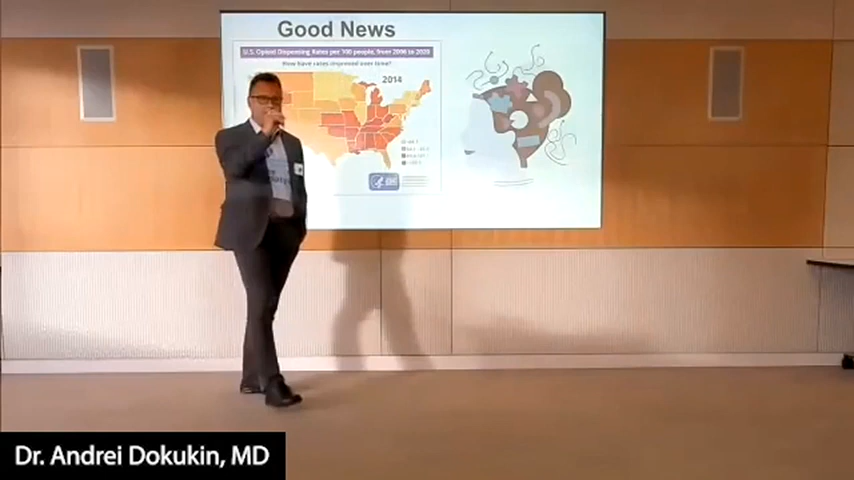 Good News
U.S. Opioid Dispensing Rates per 100 people, from 2006 to 2020
How have rates improved over time?
2014
CDC
Dr. Andrei Dokukin, MD